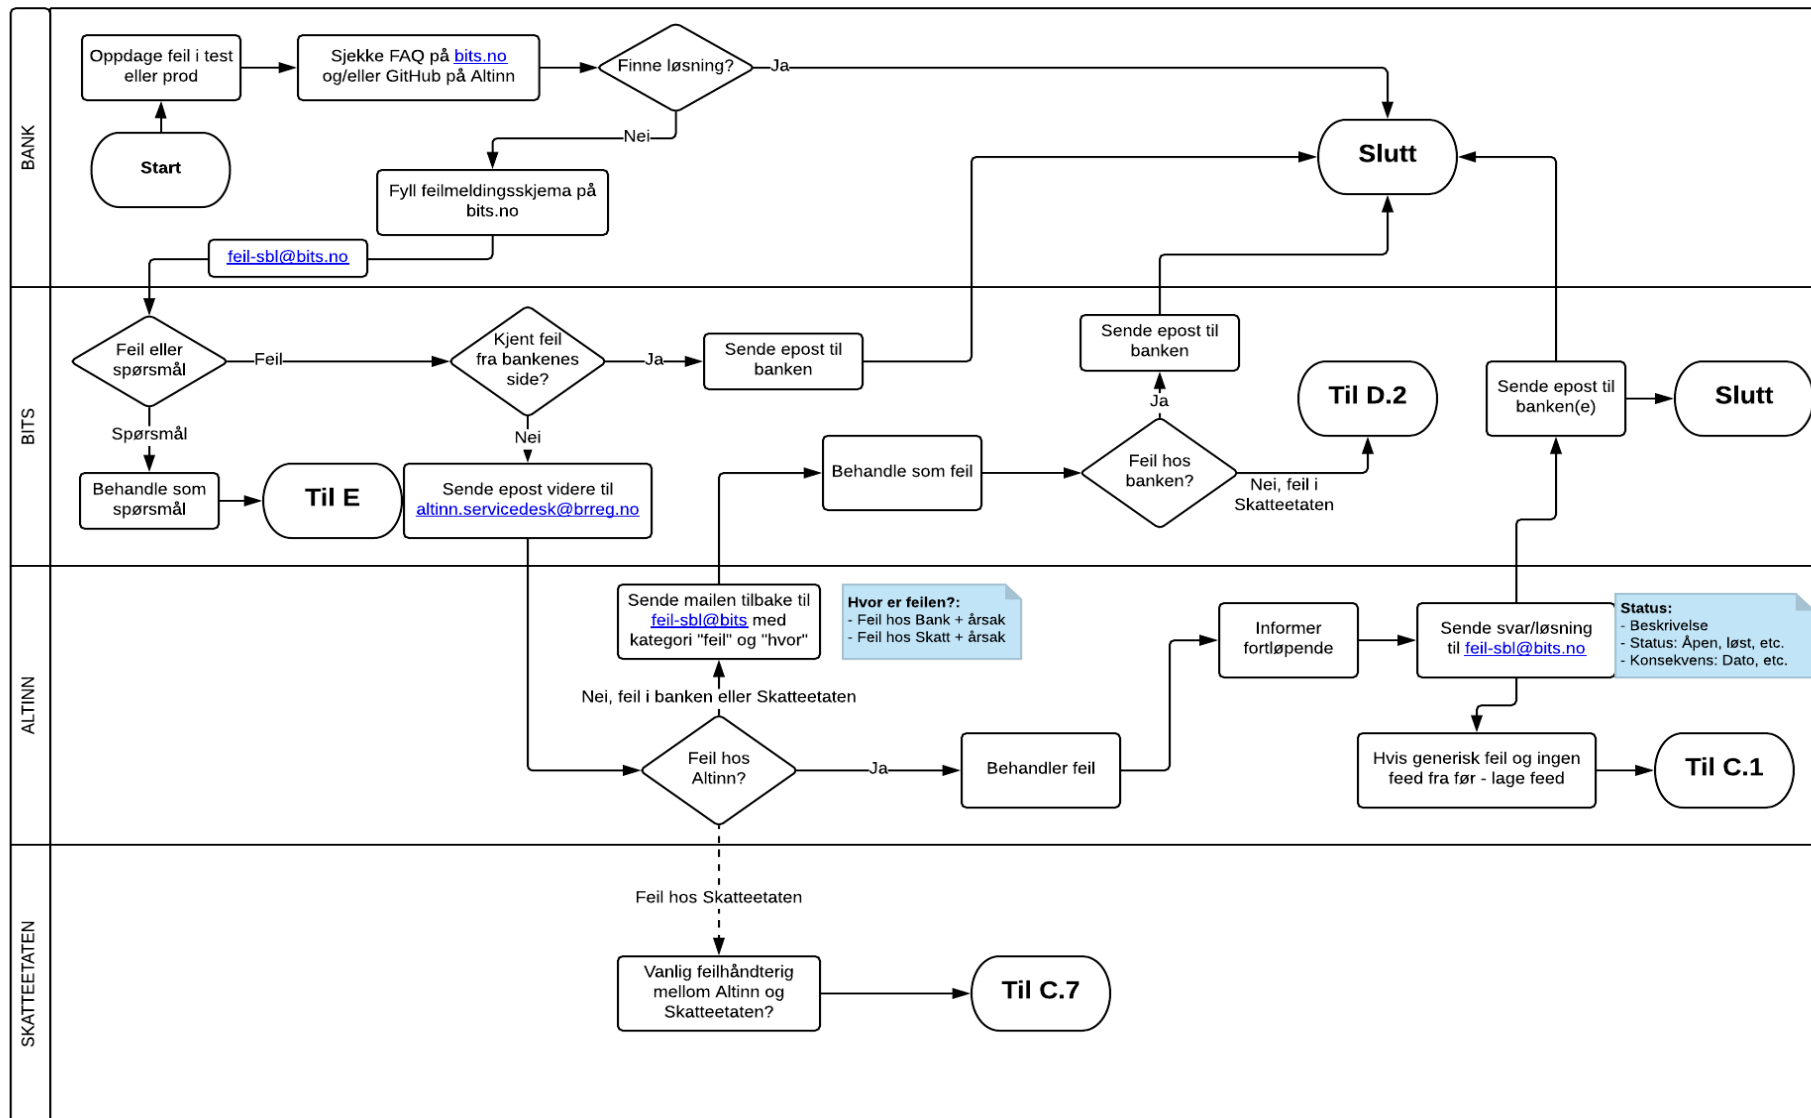 BANK
Oppdage feil i test
eller prod
Sjekke FAQ på bits.no
og/eller GitHub på Altinn
Finne løsning?
Ja
Nei
Start
Fyll feilmeldingsskjema på
bits.no
feil-sbl@bits.no
Slutt
BITS
Feil eller
spørsmål
Feil
Kjent feil
fra bankenes
side?
Ja
Sende epost til
banken
Spørsmål
Nei
Behandle som
spørsmål
Til E
Sende epost videre til
altinn.servicedesk@brreg.no
Behandle som feil
Sende epost til
banken
Ja
Feil hos
banken?
Nei, feil i
Skatteetaten
Til D.2
Sende epost til
banken(e)
Slutt
ALTINN
Sende mailen tilbake til
feil-sbl@bits med
kategori "feil" og "hvor"
Hvor er feilen?:
- Feil hos Bank + årsak
- Feil hos Skatt + årsak
Nei, feil i banken eller Skatteetaten
Feil hos
Altinn?
Ja
Behandler feil
Informer
fortløpende
Sende svar/løsning
til feil-sbl@bits.no
Status:
- Beskrivelse
- Status: Åpen, løst, etc.
- Konsekvens: Dato, etc.
Hvis generisk feil og ingen
feed fra før - lage feed
Til C.1
SKATTEETATEN
Feil hos Skatteetaten
Vanlig feilhåndterig
mellom Altinn og
Skatteetaten?
Til C.7